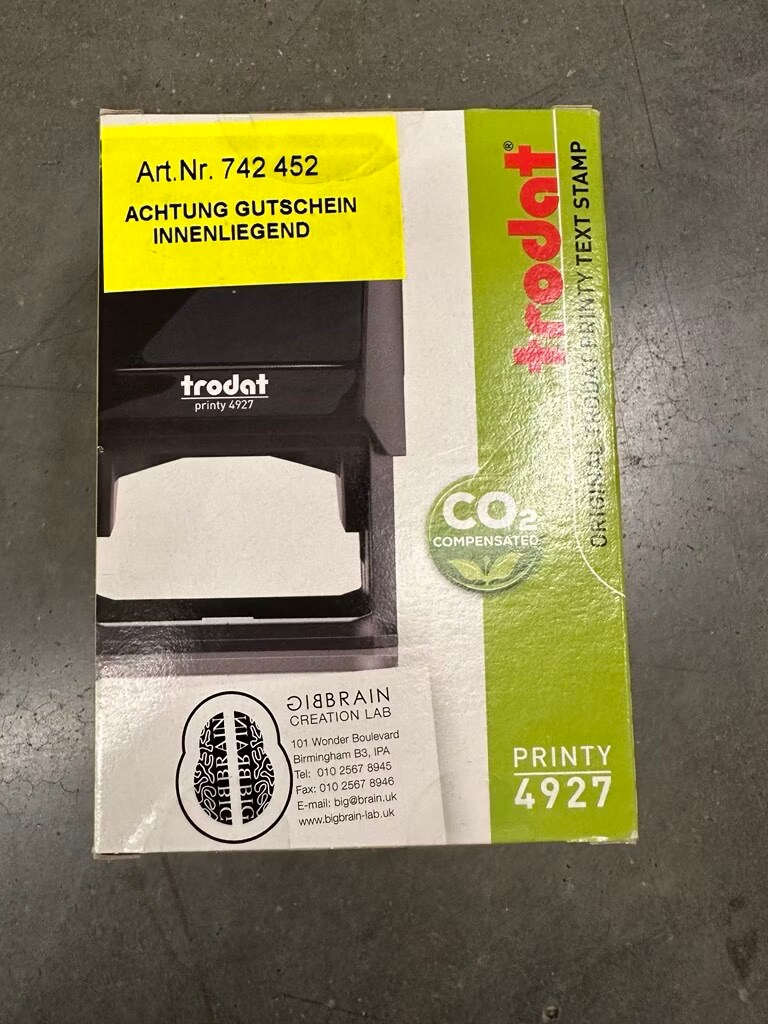 Art.Nr. 742 452
ACHTUNG GUTSCHEIN
INNENLIEGEND
trodat
printy 4927
trodat®
ORIGINAL TRODAT PRINTY TEXT STAMP
CO2
COMPENSATED
BIGBRAIN
CREATION LAB
101 Wonder Boulevard
Birmingham B3, IPA
Tel: 010 2567 8945
Fax: 010 2567 8946
E-mail: big@brain.uk
www.bigbrain-lab.uk
BIGBRAIN
BIGBRAIN
PRINTY
4927